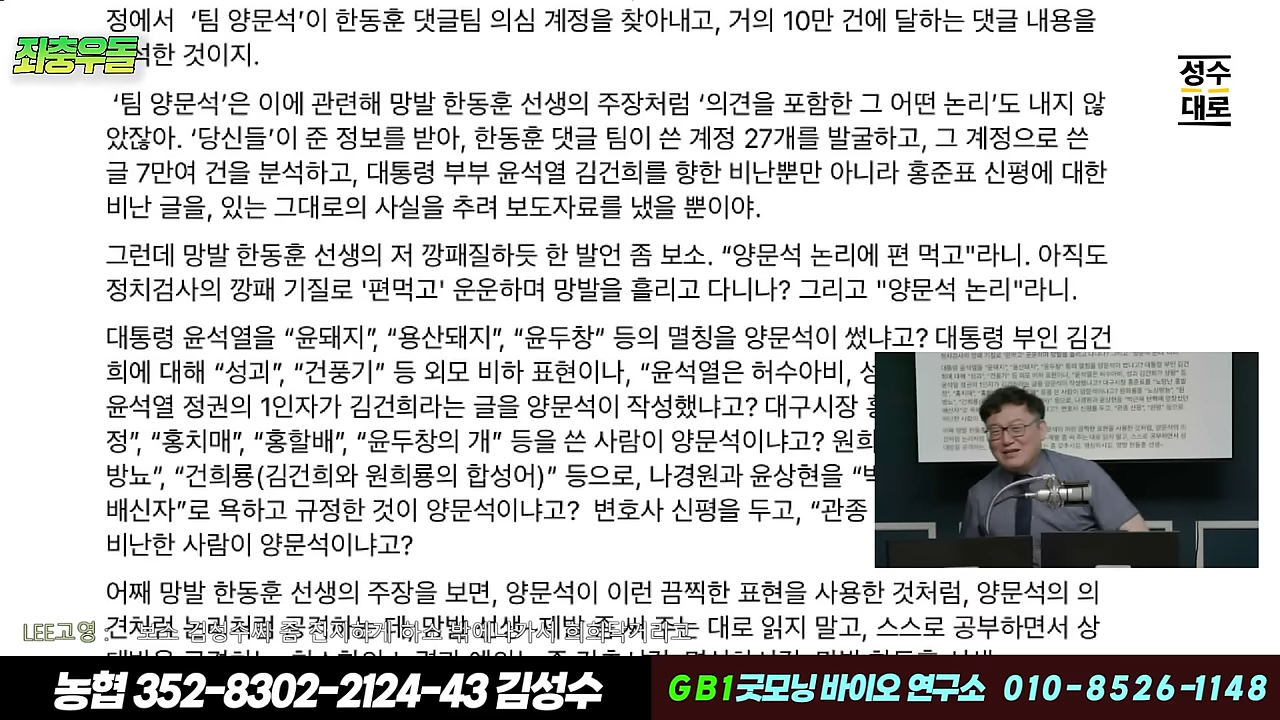 정에서 ‘팀 양문석’이 한동훈 댓글팀 의심 계정을 찾아내고, 거의 10만 건에 달하는 댓글 내용을
좌충우돌
석한 것이지.
성수
대로
‘팀 양문석’은 이에 관련해 망발 한동훈 선생의 주장처럼 ‘의견을 포함한 그 어떤 논리’도 내지 않
았잖아. ‘당신들’이 준 정보를 받아, 한동훈 댓글 팀이 쓴 계정 27개를 발굴하고, 그 계정으로 쓴
글 7만여 건을 분석하고, 대통령 부부 윤석열 김건희를 향한 비난뿐만 아니라 홍준표 신평에 대한
비난 글을, 있는 그대로의 사실을 추려 보도자료를 냈을 뿐이야.
그런데 망발 한동훈 선생의 저 깡패질하듯 한 발언 좀 보소. “양문석 논리에 편 먹고"라니. 아직도
정치검사의 깡패 기질로 '편먹고' 운운하며 망발을 흘리고 다니나? 그리고 "양문석 논리"라니.
대통령 윤석열을 “윤돼지”, “용산돼지”, “윤두창” 등의 멸칭을 양문석이 썼냐고? 대통령 부인 김건
희에 대해 “성괴”, “건풍기” 등 외모 비하 표현이나, “윤석열은 허수아비,
윤석열 정권의 1인자가 김건희라는 글을 양문석이 작성했냐고? 대구시장
정”, “홍치매”, “홍할배”, “윤두창의 개” 등을 쓴 사람이 양문석이냐고?
방뇨”, “건희룡(김건희와 원희룡의 합성어)” 등으로, 나경원과 윤상현을
배신자”로 욕하고 규정한 것이 양문석이냐고? 변호사 신평을 두고, “관종
비난한 사람이 양문석이냐고?
어째 망발 한동훈 선생의 주장을 보면, 양문석이 이런 끔찍한 표현을 사용한 것처럼, 양문석의 의
견처럼 논리처럼 공격하는데, 망발 선생~제발 좀 써 주는 대로 읽지 말고, 스스로 공부하면서 상
LEE고영 :
농협 352-8302-2124-43 김성수
GB1굿모닝 바이오 연구소 010-8526-1148